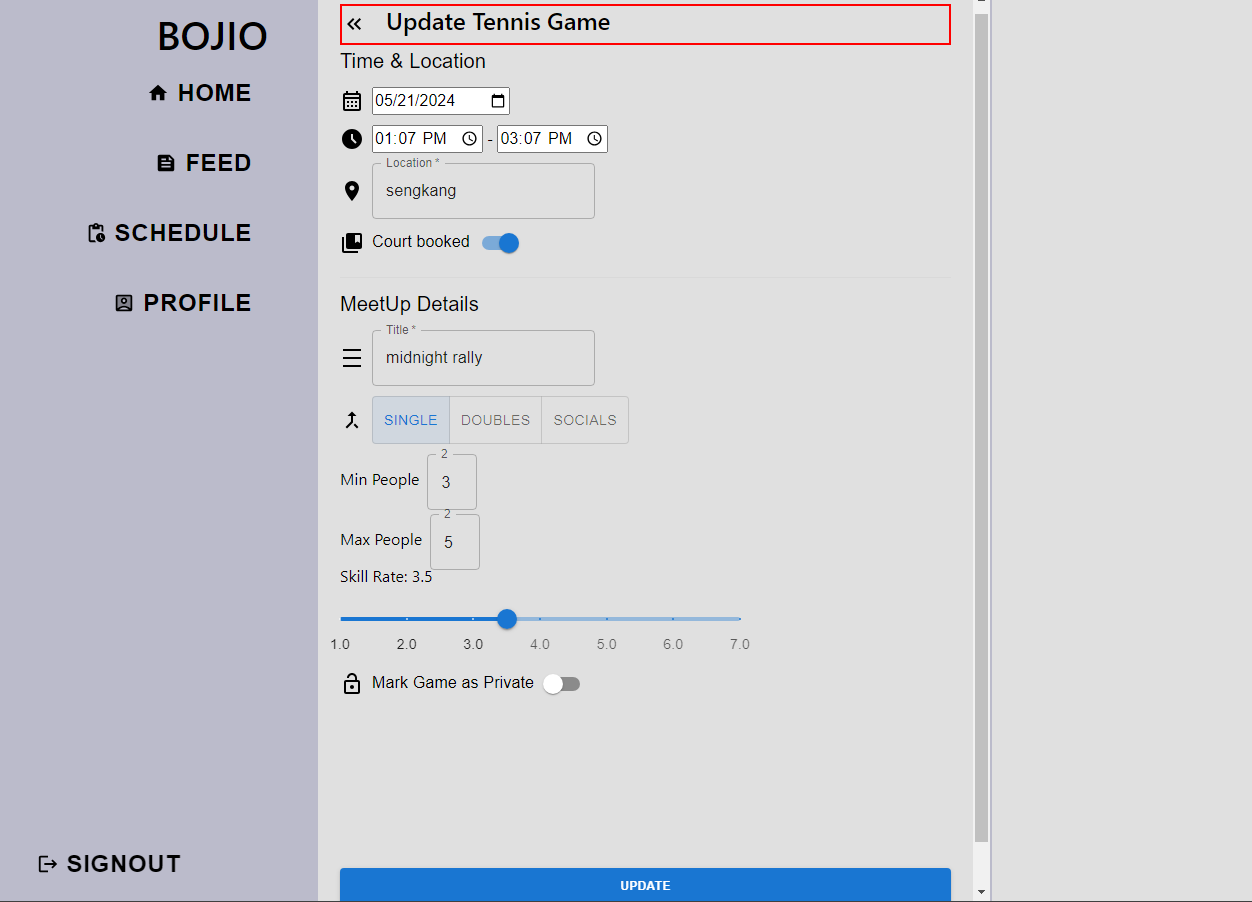 BOJIO
HOME
FEED
SCHEDULE
PROFILE
SIGNOUT
Update Tennis Game
Time & Location
05/21/2024
01:07 PM - 03:07 PM
Location *
sengkang
Court booked
MeetUp Details
Title *
midnight rally
SINGLE DOUBLES SOCIALS
2
Min People 3
2
Max People 5
Skill Rate: 3.5
1.0 2.0 3.0 4.0 5.0 6.0 7.0
Mark Game as Private
UPDATE